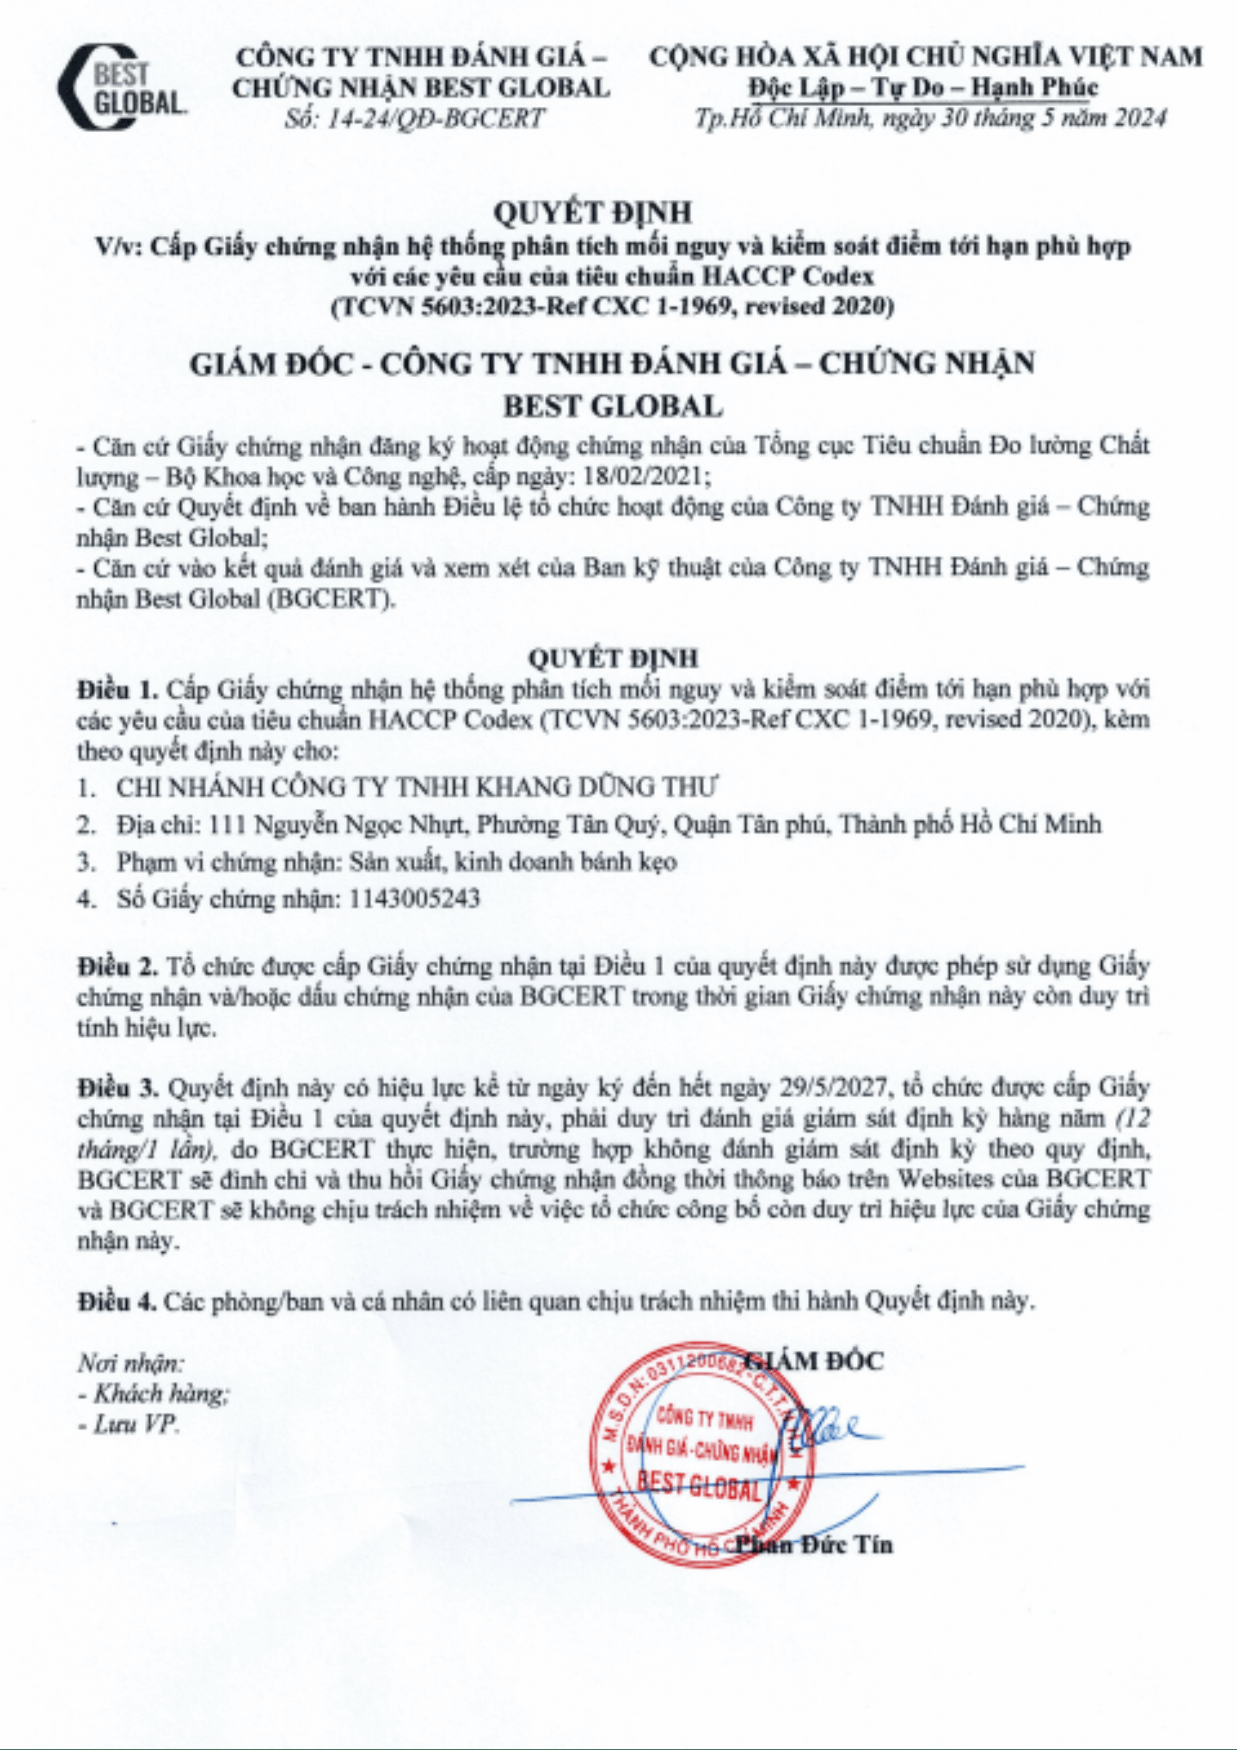 BEST
GLOBAL.
CÔNG TY TNHH ĐÁNH GIÁ –
CHỨNG NHẬN BEST GLOBAL
Số: 14-24/QĐ-BGCERT
CỘNG HÒA XÃ HỘI CHỦ NGHĨA VIỆT NAM
Độc Lập – Tự Do – Hạnh Phúc
Tp.Hồ Chí Minh, ngày 30 tháng 5 năm 2024
QUYẾT ĐỊNH
V/v: Cấp Giấy chứng nhận hệ thống phân tích mối nguy và kiểm soát điểm tới hạn phù hợp
với các yêu cầu của tiêu chuẩn HACCP Codex
(TCVN 5603:2023-Ref CXC 1-1969, revised 2020)
GIÁM ĐỐC - CÔNG TY TNHH ĐÁNH GIÁ – CHỨNG NHẬN
BEST GLOBAL
- Căn cứ Giấy chứng nhận đăng ký hoạt động chứng nhận của Tổng cục Tiêu chuẩn Đo lường Chất
lượng – Bộ Khoa học và Công nghệ, cấp ngày: 18/02/2021;
- Căn cứ Quyết định về ban hành Điều lệ tổ chức hoạt động của Công ty TNHH Đánh giá – Chứng
nhận Best Global;
- Căn cứ vào kết quả đánh giá và xem xét của Ban kỹ thuật của Công ty TNHH Đánh giá – Chứng
nhận Best Global (BGCERT).
QUYẾT ĐỊNH
Điều 1. Cấp Giấy chứng nhận hệ thống phân tích mối nguy và kiểm soát điểm tới hạn phù hợp với
các yêu cầu của tiêu chuẩn HACCP Codex (TCVN 5603:2023-Ref CXC 1-1969, revised 2020), kèm
theo quyết định này cho:
1. CHI NHÁNH CÔNG TY TNHH KHANG DŨNG THƯ
2. Địa chỉ: 111 Nguyễn Ngọc Nhựt, Phường Tân Quý, Quận Tân phú, Thành phố Hồ Chí Minh
3. Phạm vi chứng nhận: Sản xuất, kinh doanh bánh kẹo
4. Số Giấy chứng nhận: 1143005243
Điều 2. Tổ chức được cấp Giấy chứng nhận tại Điều 1 của quyết định này được phép sử dụng Giấy
chứng nhận và/hoặc dấu chứng nhận của BGCERT trong thời gian Giấy chứng nhận này còn duy trì
tính hiệu lực.
Điều 3. Quyết định này có hiệu lực kể từ ngày ký đến hết ngày 29/5/2027, tổ chức được cấp Giấy
chứng nhận tại Điều 1 của quyết định này, phải duy trì đánh giá giám sát định kỳ hàng năm (12
tháng/1 lần), do BGCERT thực hiện, trường hợp không đánh giám sát định kỳ theo quy định,
BGCERT sẽ đình chỉ và thu hồi Giấy chứng nhận đồng thời thông báo trên Websites của BGCERT
và BGCERT sẽ không chịu trách nhiệm về việc tổ chức công bố còn duy trì hiệu lực của Giấy chứng
nhận này.
Điều 4. Các phòng/ban và cá nhân có liên quan chịu trách nhiệm thi hành Quyết định này.
Nơi nhận:
- Khách hàng;
- Lưu VP.
GIÁM ĐỐC
M.S.D.N: 0311200682-C.T.T.N.H.H
CÔNG TY TNHH
ĐÁNH GIÁ-CHỨNG NHẬN
BEST GLOBAL
THÀNH PHỐ HỒ CHÍ MINH
Phan Đức Tín